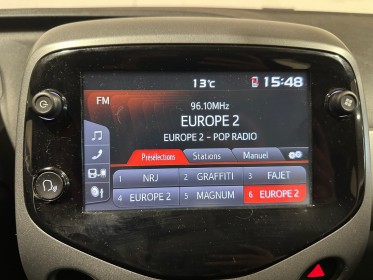 13°C 15:48
FM
96.10MHz
EUROPE 2
EUROPE 2 - POP RADIO
Présélections Stations Manuel
1 NRJ 2 GRAFFITI 3 FAJET
4 EUROPE 2 5 MAGNUM 6 EUROPE 2